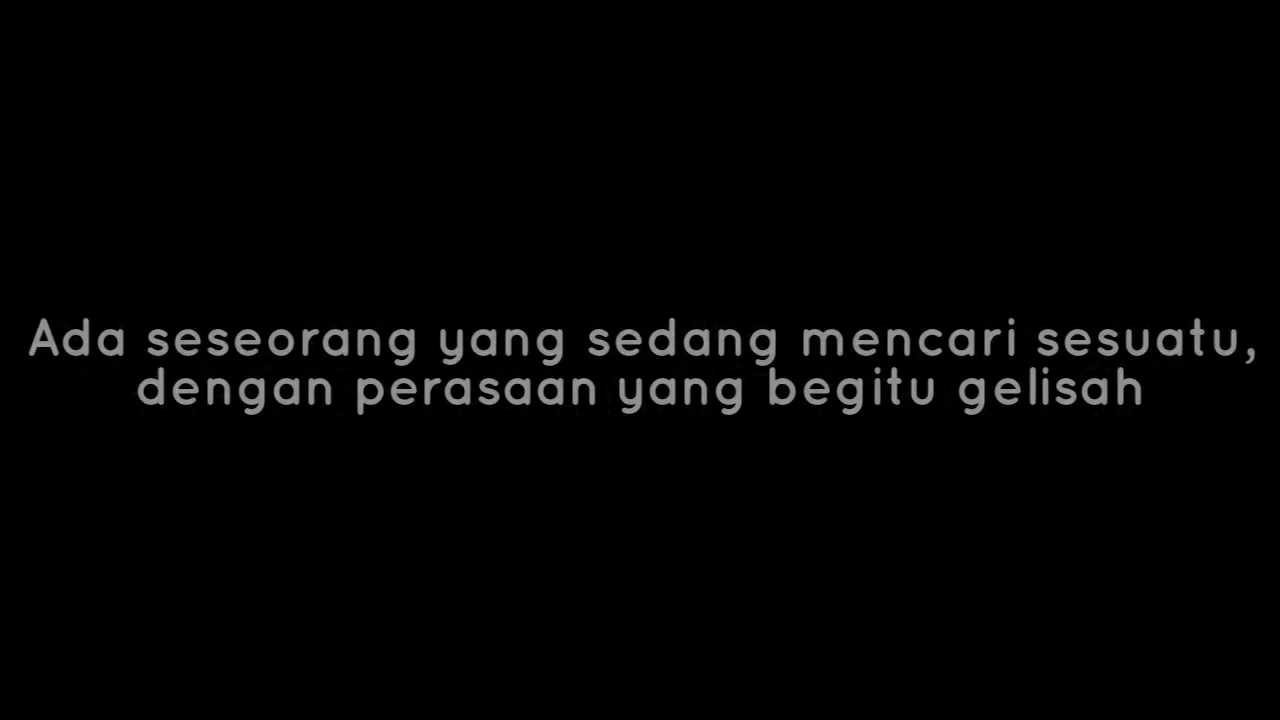 Ada seseorang yang sedang mencari sesuatu,
dengan perasaan yang begitu gelisah